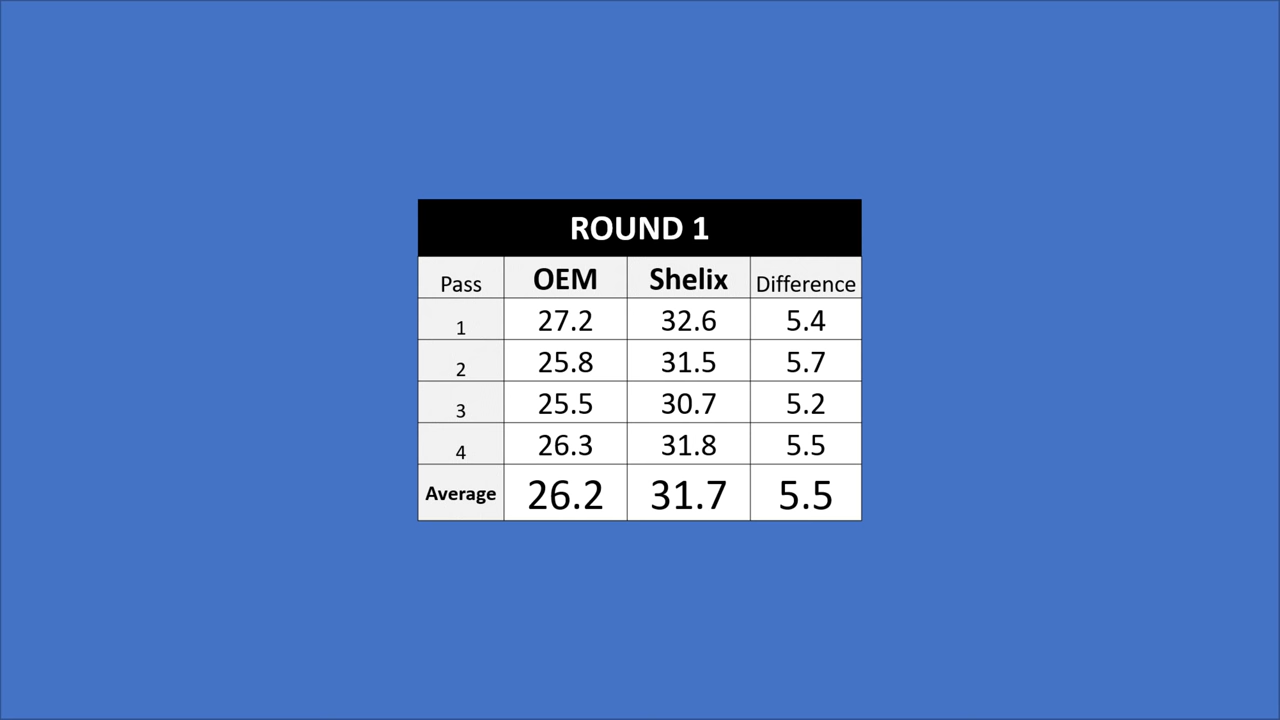 ROUND 1
Pass OEM Shelix Difference
1 27.2 32.6 5.4
2 25.8 31.5 5.7
3 25.5 30.7 5.2
4 26.3 31.8 5.5
Average 26.2 31.7 5.5